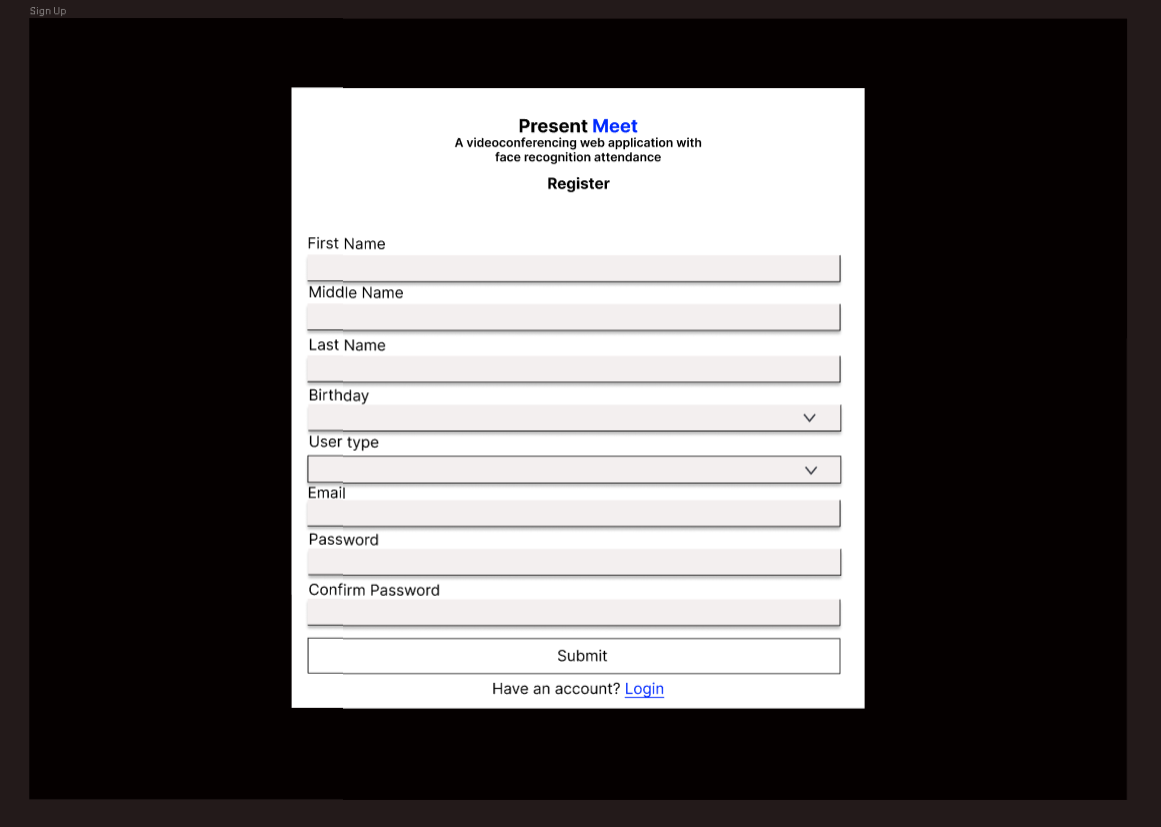 Sign Up
Present Meet
A videoconferencing web application with
face recognition attendance
Register
First Name
Middle Name
Last Name
Birthday
User type
Email
Password
Confirm Password
Submit
Have an account? Login